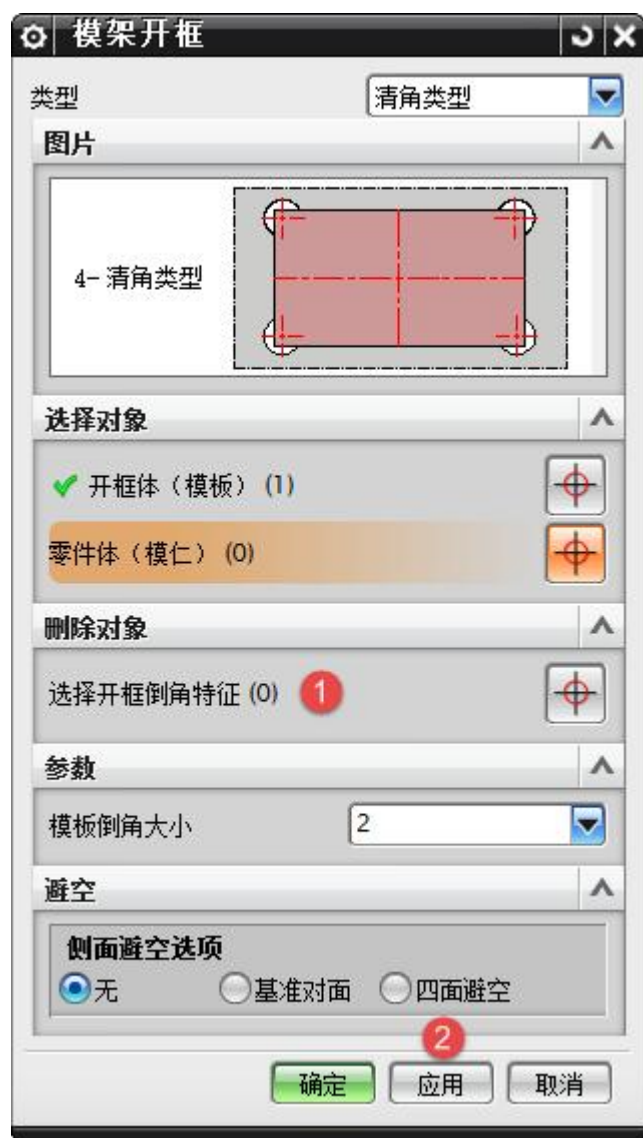 模架开框
类型 清角类型
图片
4-清角类型
选择对象
开框体（模板）(1)
零件体（模仁）(0)
删除对象
选择开框倒角特征 (0) 1
参数
模板倒角大小 2
避空
侧面避空选项
无 基准对面 四面避空
2
确定 应用 取消